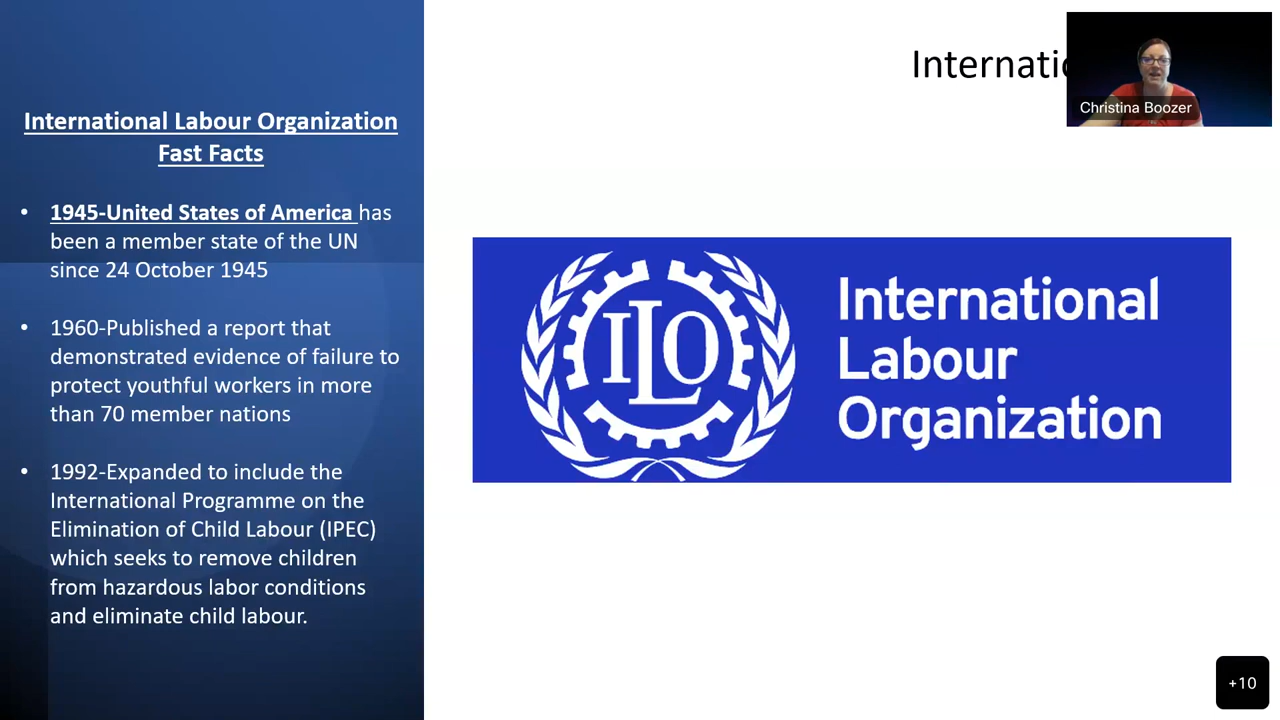 International Labour Organization
Fast Facts
• 1945-United States of America has
been a member state of the UN
since 24 October 1945
• 1960-Published a report that
demonstrated evidence of failure to
protect youthful workers in more
than 70 member nations
• 1992-Expanded to include the
International Programme on the
Elimination of Child Labour (IPEC)
which seeks to remove children
from hazardous labor conditions
and eliminate child labour.
Internatio
Christina Boozer
ILO
International
Labour
Organization
+10